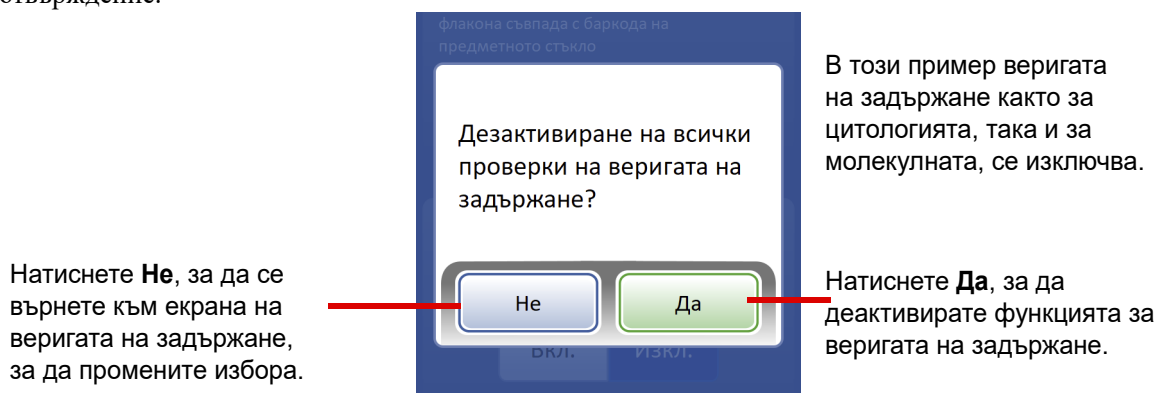 флакона съвпада с баркода на
предметното стъкло
Дезактивиране на всички
проверки на веригата на
задържане?
Не
Да
Вкл.
Изкл.
В този пример веригата
на задържане както за
цитологията, така и за
молекулната, се изключва.
Натиснете Не, за да се
върнете към екрана на
веригата на задържане,
за да промените избора.
Натиснете Да, за да
деактивирате функцията за
веригата на задържане.